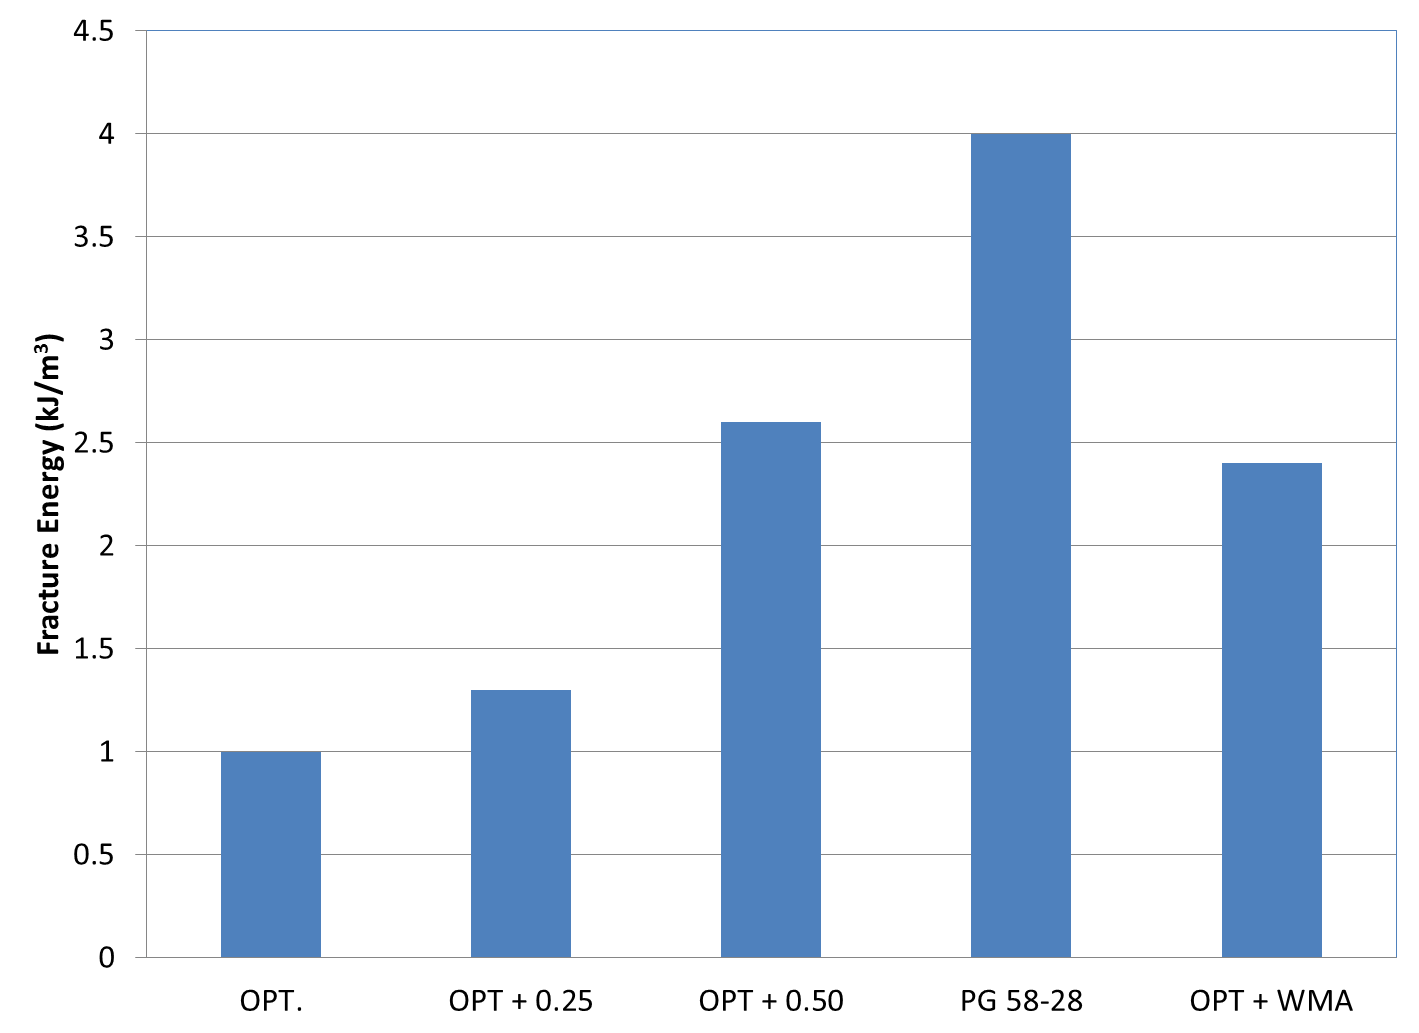 4.5
4
3.5
3
2.5
2
1.5
1
0.5
0
Fracture Energy (kJ/m³)
OPT.
OPT + 0.25
OPT + 0.50
PG 58-28
OPT + WMA